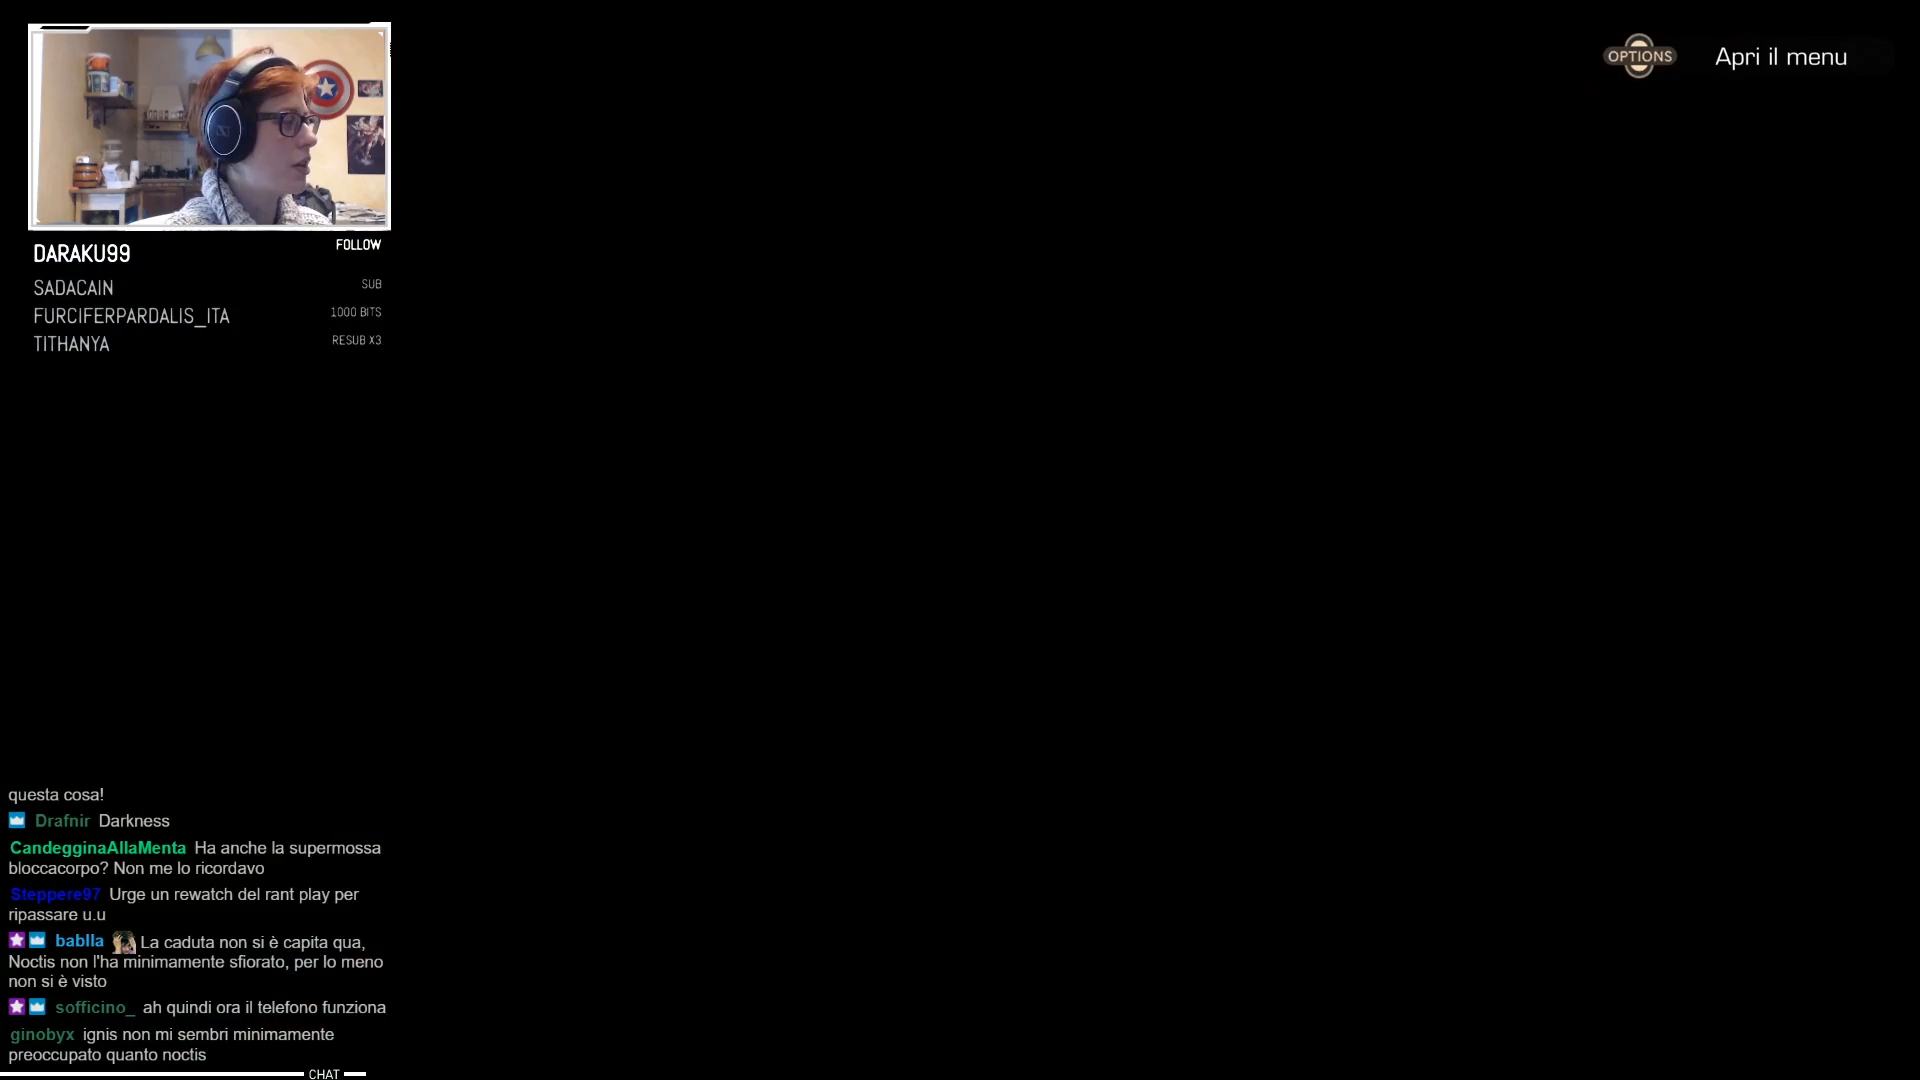 OPTIONS Apri il menu
DARAKU99 FOLLOW
SADACAIN SUB
FURCIFERPARDALIS_ITA 1000 BITS
TITHANYA RESUB X3
questa cosa!
Drafnir Darkness
CandegginaAllaMenta Ha anche la supermossa
bloccacorpo? Non me lo ricordavo
Steppere97 Urge un rewatch del rant play per
ripassare u.u
bablla La caduta non si è capita qua,
Noctis non l'ha minimamente sfiorato, per lo meno
non si è visto
sofficino_ ah quindi ora il telefono funziona
ginobyx ignis non mi sembri minimamente
preoccupato quanto noctis
CHAT